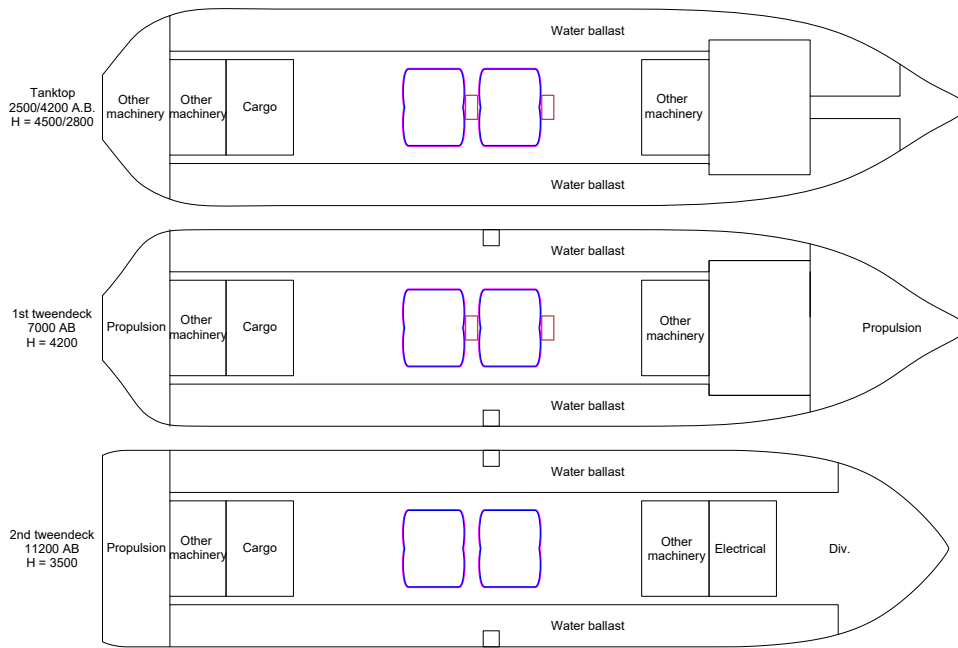 Water ballast
Tanktop
2500/4200 A.B.
H = 4500/2800
Other
machinery
Other
machinery
Cargo
Other
machinery
Water ballast
Water ballast
1st tweendeck
7000 AB
H = 4200
Propulsion
Other
machinery
Cargo
Other
machinery
Propulsion
Water ballast
Water ballast
2nd tweendeck
11200 AB
H = 3500
Propulsion
Other
machinery
Cargo
Other
machinery
Electrical
Div.
Water ballast